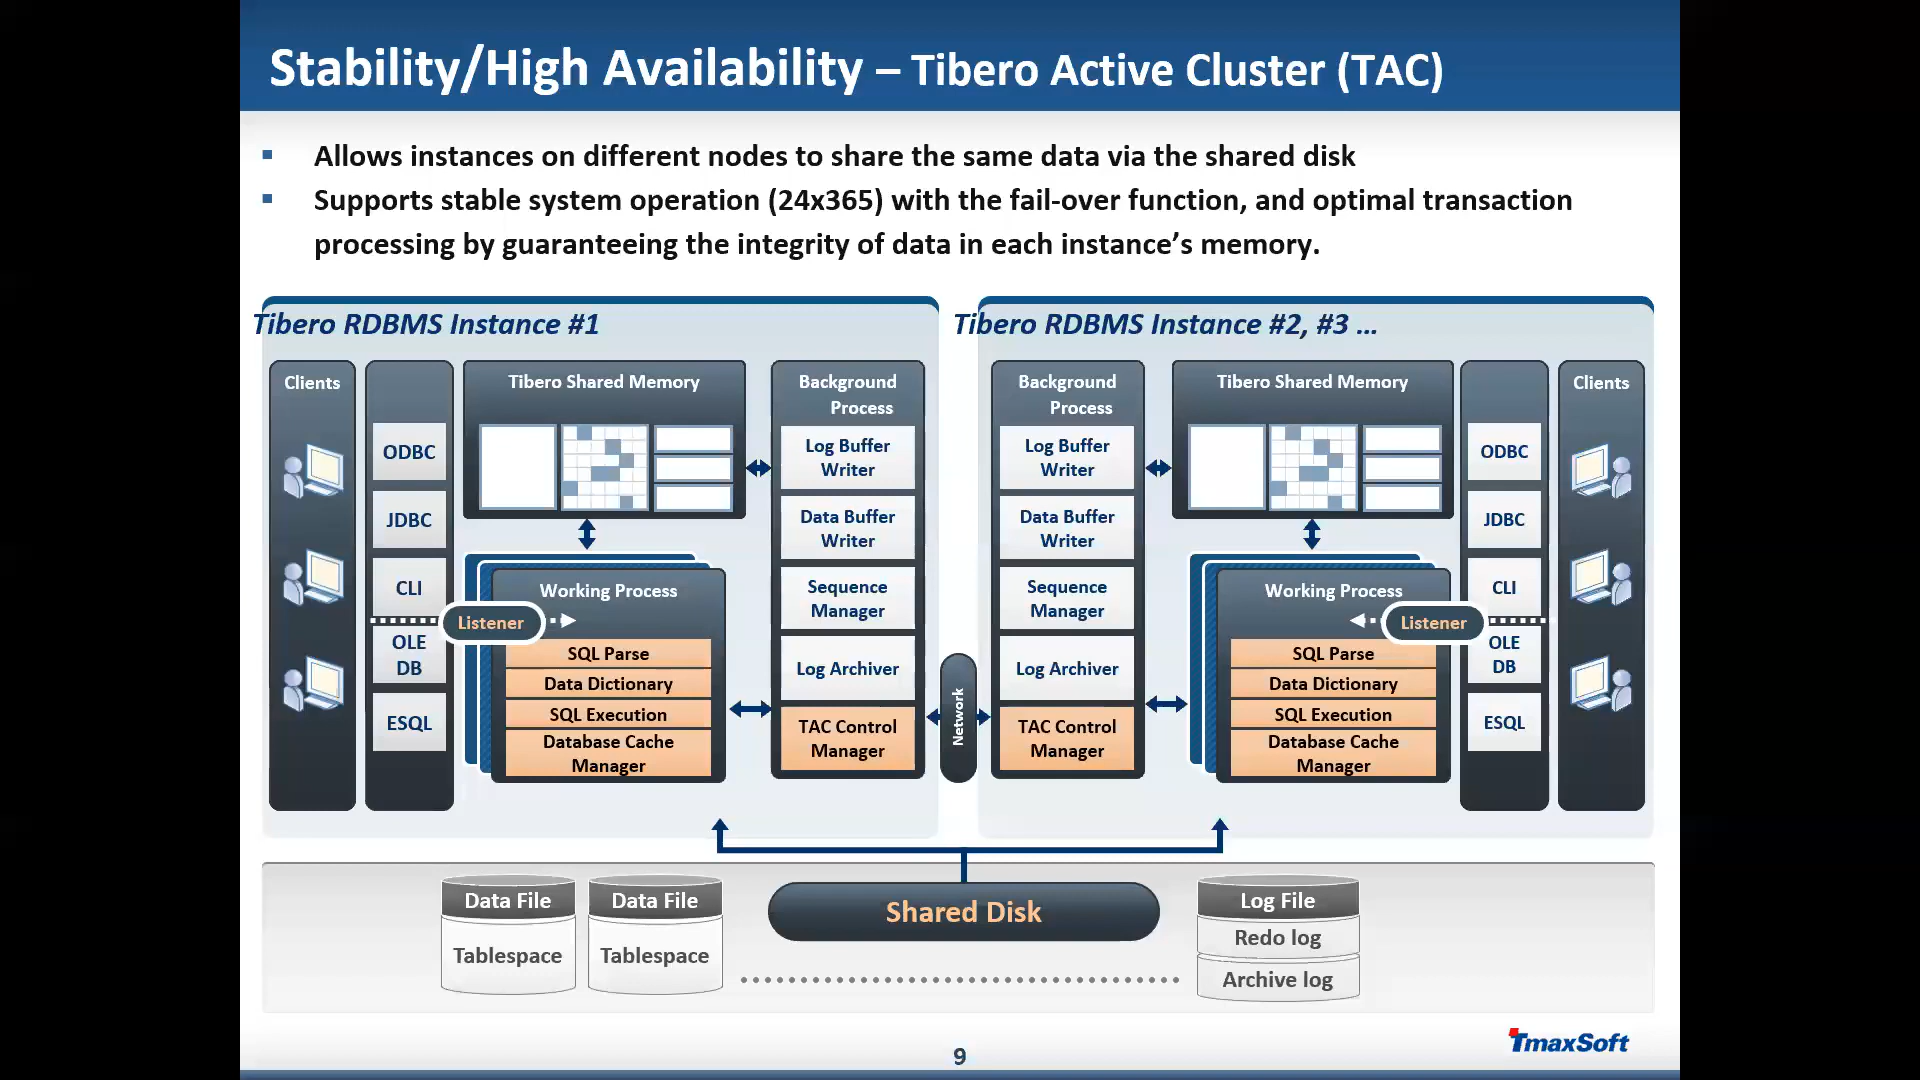 Stability/High Availability – Tibero Active Cluster (TAC)
Allows instances on different nodes to share the same data via the shared disk
Supports stable system operation (24x365) with the fail-over function, and optimal transaction
processing by guaranteeing the integrity of data in each instance’s memory.
Tibero RDBMS Instance #1
Clients
ODBC
JDBC
CLI
OLE
DB
ESQL
Tibero Shared Memory
Listener
Working Process
SQL Parse
Data Dictionary
SQL Execution
Database Cache
Manager
Background
Process
Log Buffer
Writer
Data Buffer
Writer
Sequence
Manager
Log Archiver
TAC Control
Manager
Network
Tibero RDBMS Instance #2, #3 ...
Background
Process
Log Buffer
Writer
Data Buffer
Writer
Sequence
Manager
Log Archiver
TAC Control
Manager
Tibero Shared Memory
Working Process
Listener
SQL Parse
Data Dictionary
SQL Execution
Database Cache
Manager
ODBC
JDBC
CLI
OLE
DB
ESQL
Clients
Data File
Tablespace
Data File
Tablespace
Shared Disk
Log File
Redo log
Archive log
TmaxSoft
9